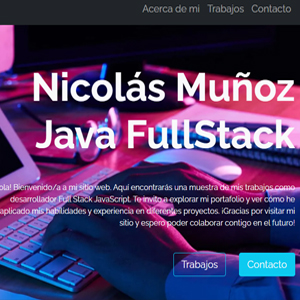 Acerca de mi Trabajos Contacto
Nicolás Muñoz
Java FullStack
ola! Bienvenido/a a mi sitio web. Aquí encontrarás una muestra de mis trabajos como
desarrollador Full Stack JavaScript. Te invito a explorar mi portafolio y ver cómo he
aplicado mis habilidades y experiencia en diferentes proyectos. ¡Gracias por visitar mi
sitio y espero poder colaborar contigo en el futuro!
Trabajos Contacto